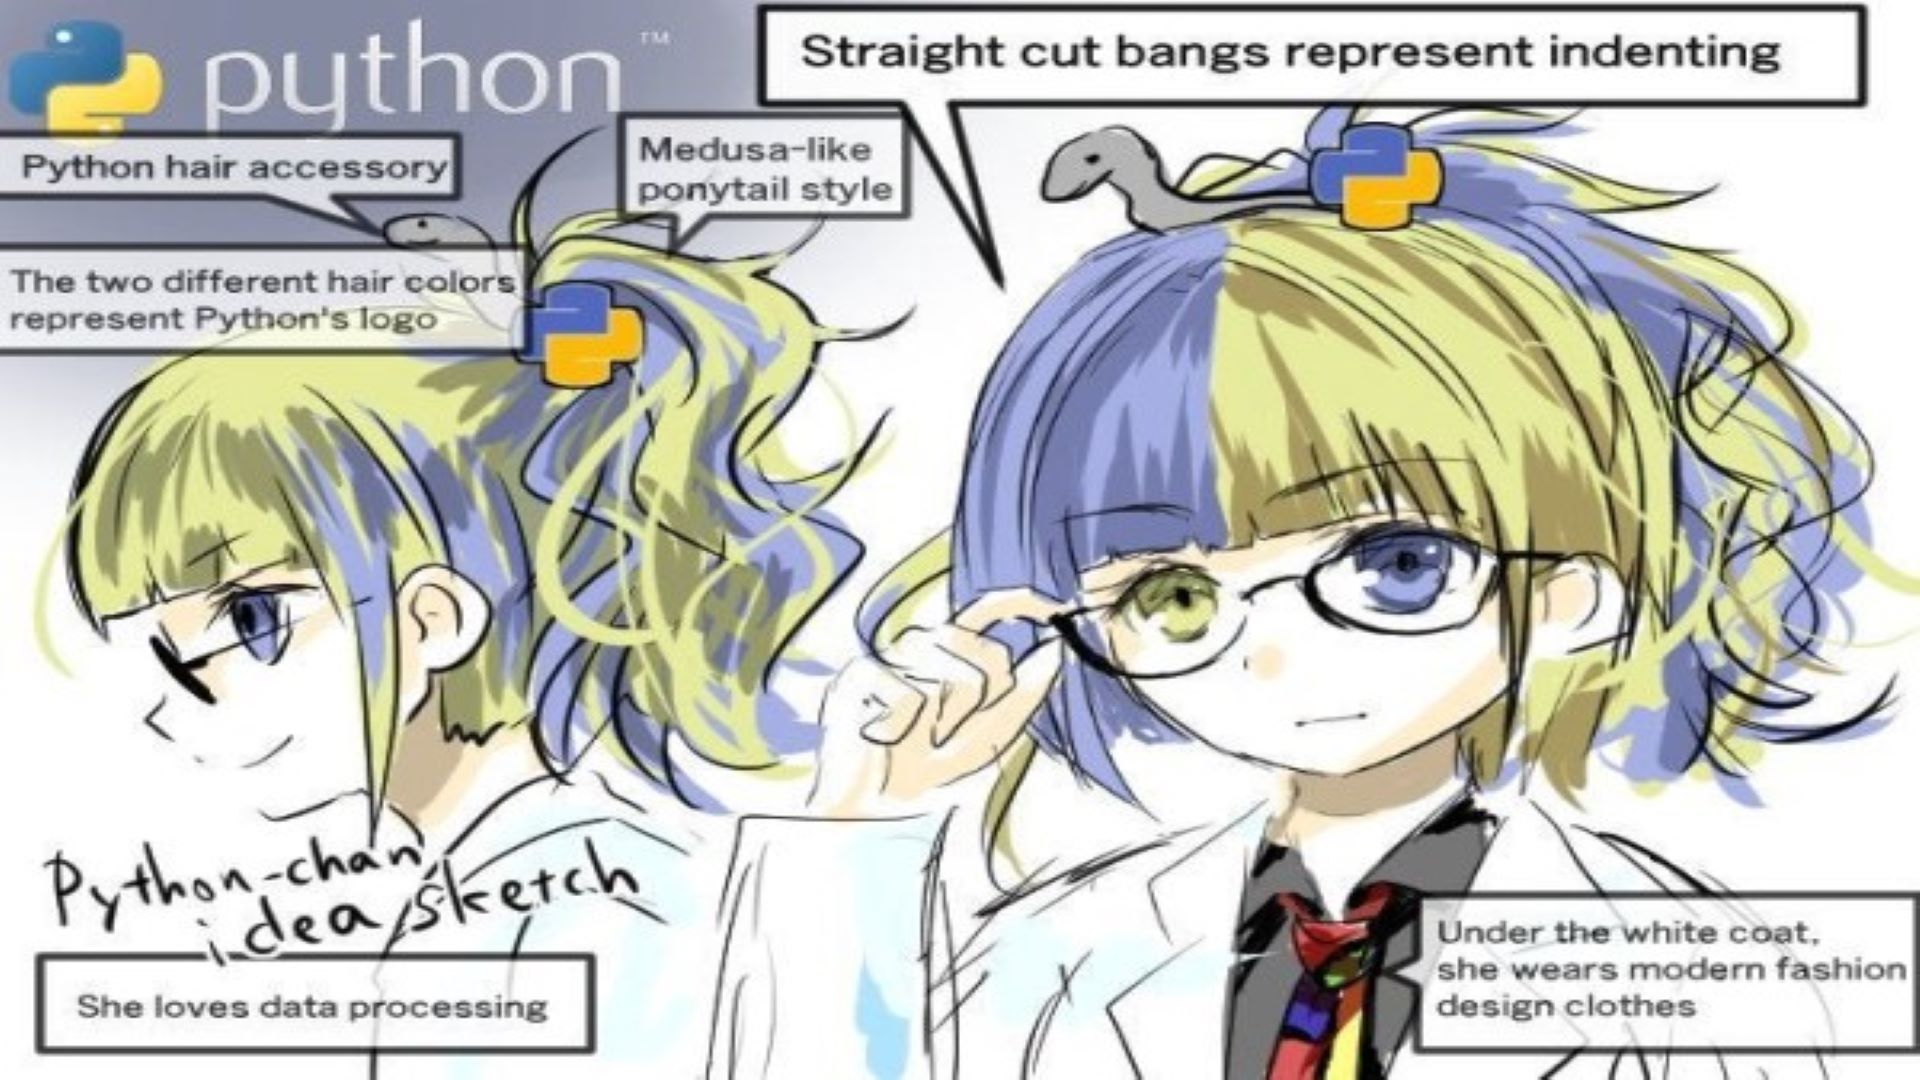 python™
Straight cut bangs represent indenting
Python hair accessory
Medusa-like
ponytail style
The two different hair colors
represent Python's logo
Python-chan
idea sketch
She loves data processing
Under the white coat,
she wears modern fashion
design clothes